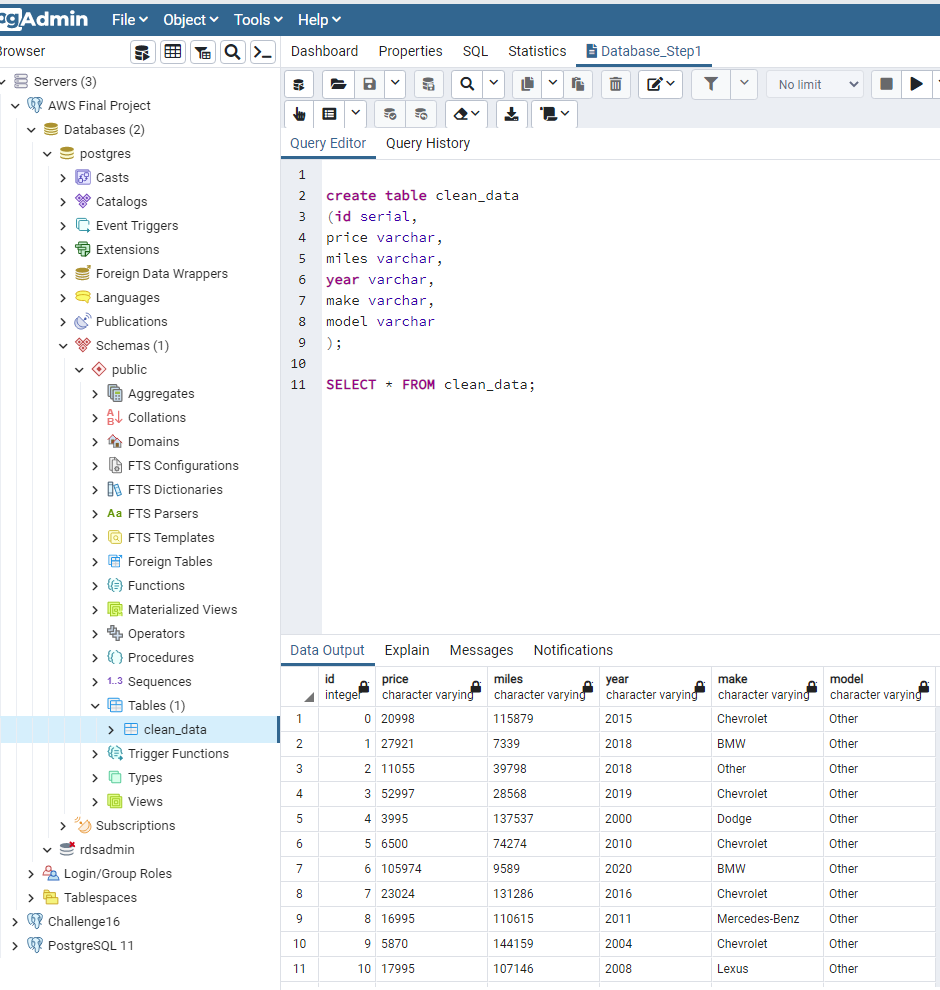 pgAdmin File Object Tools Help
Browser Dashboard Properties SQL Statistics Database_Step1
Servers (3)
AWS Final Project
Databases (2)
postgres
Casts
Catalogs
Event Triggers
Extensions
Foreign Data Wrappers
Languages
Publications
Schemas (1)
public
Aggregates
Collations
Domains
FTS Configurations
FTS Dictionaries
Aa FTS Parsers
FTS Templates
Foreign Tables
Functions
Materialized Views
Operators
Procedures
1..3 Sequences
Tables (1)
clean_data
Trigger Functions
Types
Views
Subscriptions
rdsadmin
Login/Group Roles
Tablespaces
Challenge16
PostgreSQL 11
No limit
Query Editor Query History
1
2 create table clean_data
3 (id serial,
4 price varchar,
5 miles varchar,
6 year varchar,
7 make varchar,
8 model varchar
9 );
10
11 SELECT * FROM clean_data;
Data Output Explain Messages Notifications
id price miles year make model
integer character varying character varying character varying character varying character varying
1 0 20998 115879 2015 Chevrolet Other
2 1 27921 7339 2018 BMW Other
3 2 11055 39798 2018 Other Other
4 3 52997 28568 2019 Chevrolet Other
5 4 3995 137537 2000 Dodge Other
6 5 6500 74274 2010 Chevrolet Other
7 6 105974 9589 2020 BMW Other
8 7 23024 131286 2016 Chevrolet Other
9 8 16995 110615 2011 Mercedes-Benz Other
10 9 5870 144159 2004 Chevrolet Other
11 10 17995 107146 2008 Lexus Other